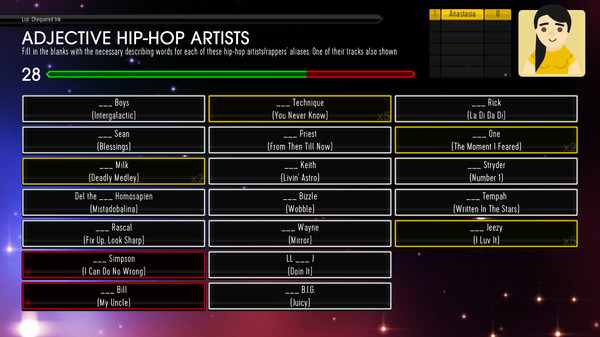 List: Chequered Ink
1 Anastasia 0
ADJECTIVE HIP-HOP ARTISTS
Fill in the blanks with the necessary describing words for each of these hip-hop artists/rappers' aliases. One of their tracks also shown
28
___ Boys
(Intergalactic)
___ Technique
(You Never Know)
x5
___ Rick
(La Di Da Di)
___ Sean
(Blessings)
___ Priest
(From Then Till Now)
___ One
(The Moment I Feared)
x2
___ Milk
(Deadly Medley)
x2
___ Keith
(Livin' Astro)
___ Stryder
(Number 1)
Del the ___ Homosapien
(Mistadobalina)
___ Bizzle
(Wobble)
___ Tempah
(Written In The Stars)
___ Rascal
(Fix Up, Look Sharp)
___ Wayne
(Mirror)
___ Jeezy
(I Luv It)
x5
___ Simpson
(I Can Do No Wrong)
LL ___ J
(Doin It)
___ Bill
(My Uncle)
___ B.I.G.
(Juicy)